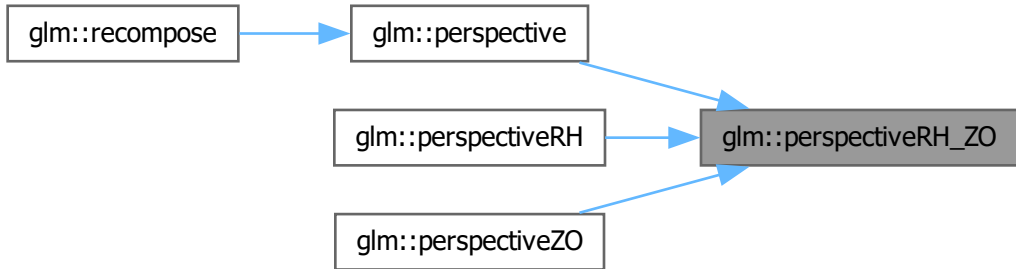 glm::recompose
glm::perspective
glm::perspectiveRH
glm::perspectiveRH_ZO
glm::perspectiveZO